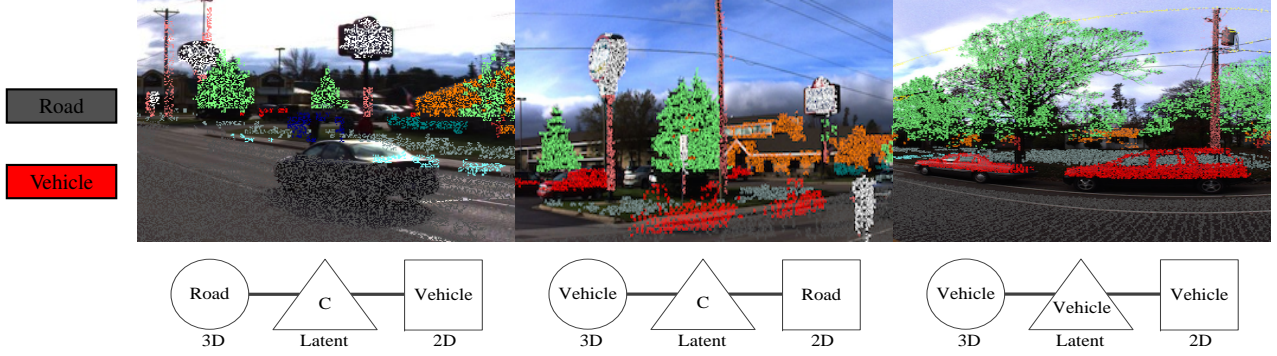 Road
Vehicle
Road C Vehicle
3D Latent 2D
Vehicle C Road
3D Latent 2D
Vehicle Vehicle Vehicle
3D Latent 2D